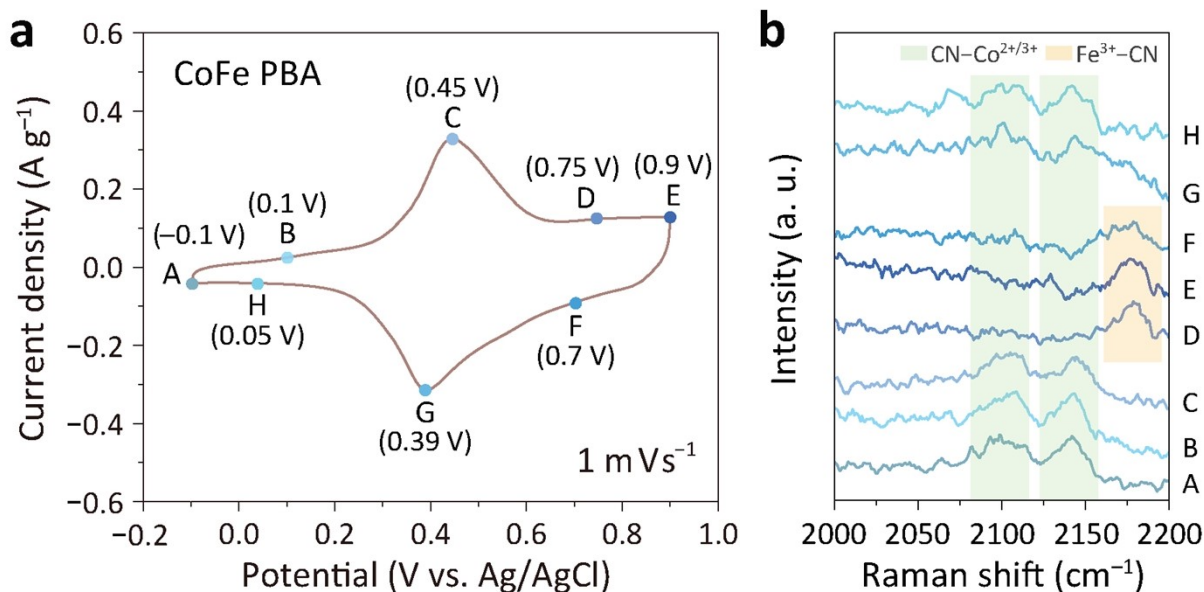 a
CoFe PBA
(0.45 V)
C
(0.75 V)
D
(0.9 V)
E
(0.1 V)
B
(−0.1 V)
A
H
(0.05 V)
F
(0.7 V)
G
(0.39 V)
1 mVs⁻¹
0.6
0.4
0.2
0.0
−0.2
−0.4
−0.6
−0.2
0.0
0.2
0.4
0.6
0.8
1.0
Current density (A g⁻¹)
Potential (V vs. Ag/AgCl)
b
CN−Co²⁺/³⁺
Fe³⁺−CN
H
G
F
E
D
C
B
A
Intensity (a. u.)
2000
2050
2100
2150
2200
Raman shift (cm⁻¹)